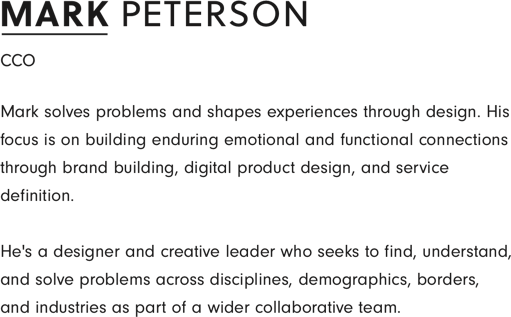 MARK PETERSON
CCO
Mark solves problems and shapes experiences through design. His
focus is on building enduring emotional and functional connections
through brand building, digital product design, and service
definition.
He's a designer and creative leader who seeks to find, understand,
and solve problems across disciplines, demographics, borders,
and industries as part of a wider collaborative team.